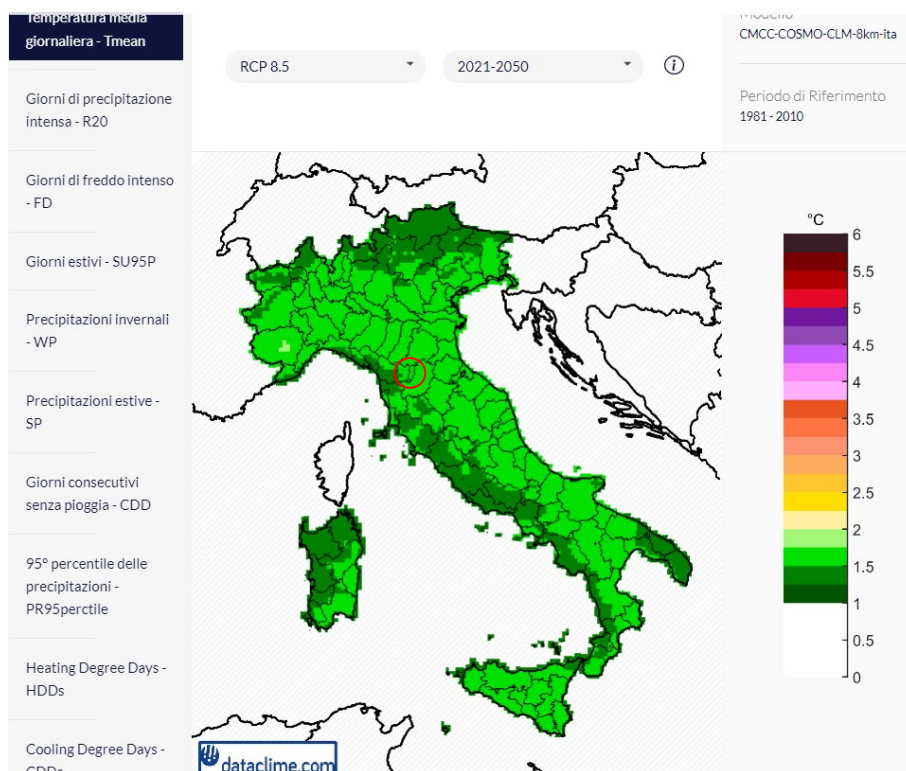 Temperatura media
giornaliera - Tmean
Giorni di precipitazione
intensa - R20
Giorni di freddo intenso
- FD
Giorni estivi - SU95P
Precipitazioni invernali
- WP
Precipitazioni estive -
SP
Giorni consecutivi
senza pioggia - CDD
95° percentile delle
precipitazioni -
PR95perctile
Heating Degree Days -
HDDs
Cooling Degree Days -
CDDs
RCP 8.5
2021-2050
i
Modello
CMCC-COSMO-CLM-8km-ita
Periodo di Riferimento
1981 - 2010
°C
6
5.5
5
4.5
4
3.5
3
2.5
2
1.5
1
0.5
0
dataclime.com